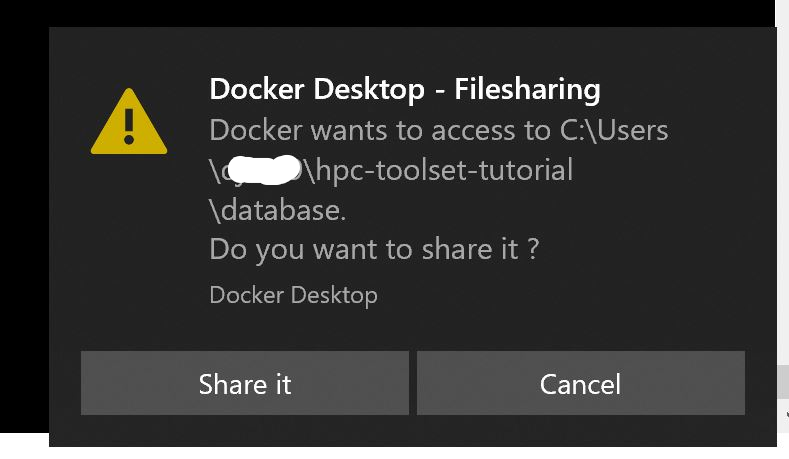 Docker Desktop - Filesharing
Docker wants to access to C:\Users
\hpc-toolset-tutorial
\database.
Do you want to share it ?
Docker Desktop
Share it
Cancel